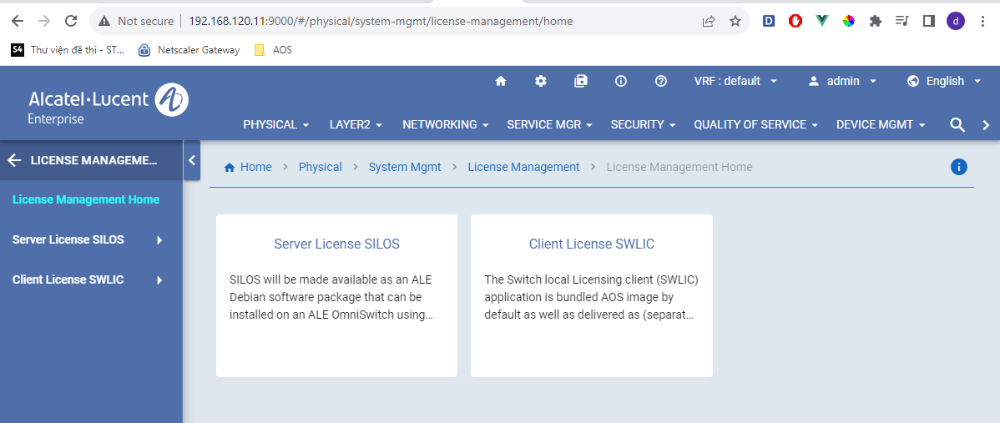 Not secure | 192.168.120.11:9000/#/physical/system-mgmt/license-management/home
D
d
S4 Thư viện đề thi - ST... Netscaler Gateway AOS
VRF : default admin English
Alcatel·Lucent
Enterprise
PHYSICAL LAYER2 NETWORKING SERVICE MGR SECURITY QUALITY OF SERVICE DEVICE MGMT
LICENSE MANAGEME...
Home > Physical > System Mgmt > License Management > License Management Home
License Management Home
Server License SILOS
Client License SWLIC
Server License SILOS
SILOS will be made available as an ALE
Debian software package that can be
installed on an ALE OmniSwitch using...
Client License SWLIC
The Switch local Licensing client (SWLIC)
application is bundled AOS image by
default as well as delivered as (separat...